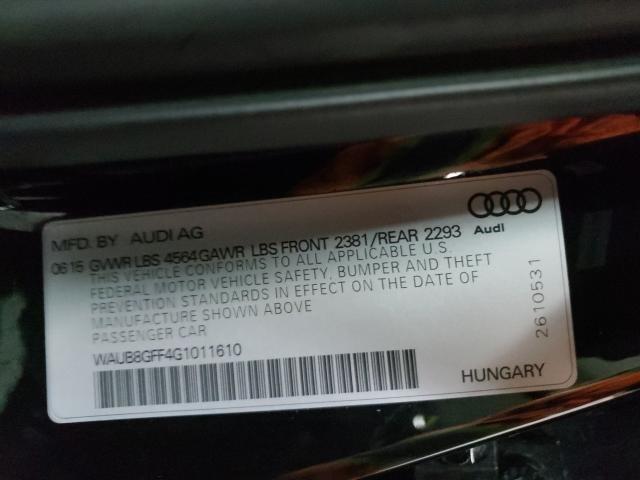 MFD. BY AUDI AG
Audi
06 15 GVWR LBS 4564 GAWR LBS FRONT 2381/REAR 2293
THIS VEHICLE CONFORMS TO ALL APPLICABLE U.S.
FEDERAL MOTOR VEHICLE SAFETY, BUMPER AND THEFT
PREVENTION STANDARDS IN EFFECT ON THE DATE OF
MANUFACTURE SHOWN ABOVE
PASSENGER CAR
WAUB8GFF4G1011610
2610531
HUNGARY